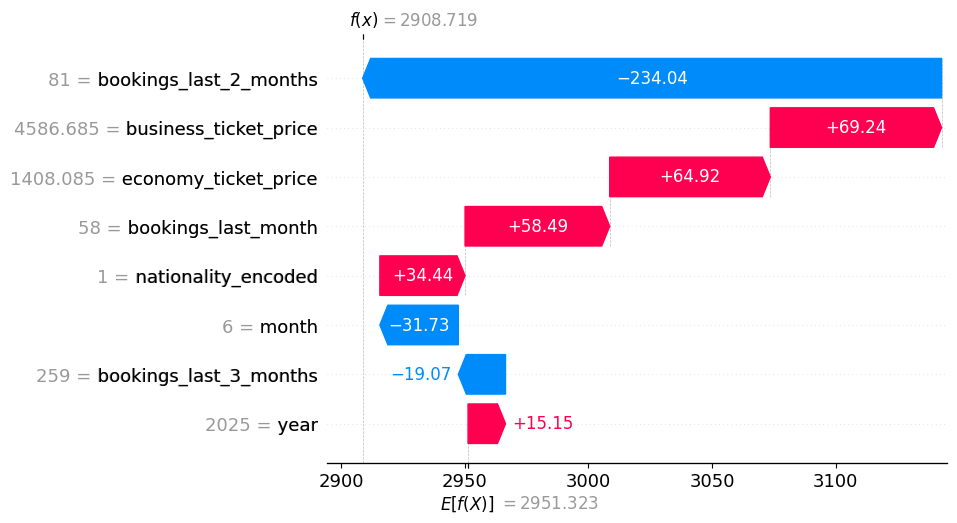 f(x) = 2908.719
81 = bookings_last_2_months −234.04
4586.685 = business_ticket_price +69.24
1408.085 = economy_ticket_price +64.92
58 = bookings_last_month +58.49
1 = nationality_encoded +34.44
6 = month −31.73
259 = bookings_last_3_months −19.07
2025 = year +15.15
2900 2950 3000 3050 3100
E[f(X)] = 2951.323